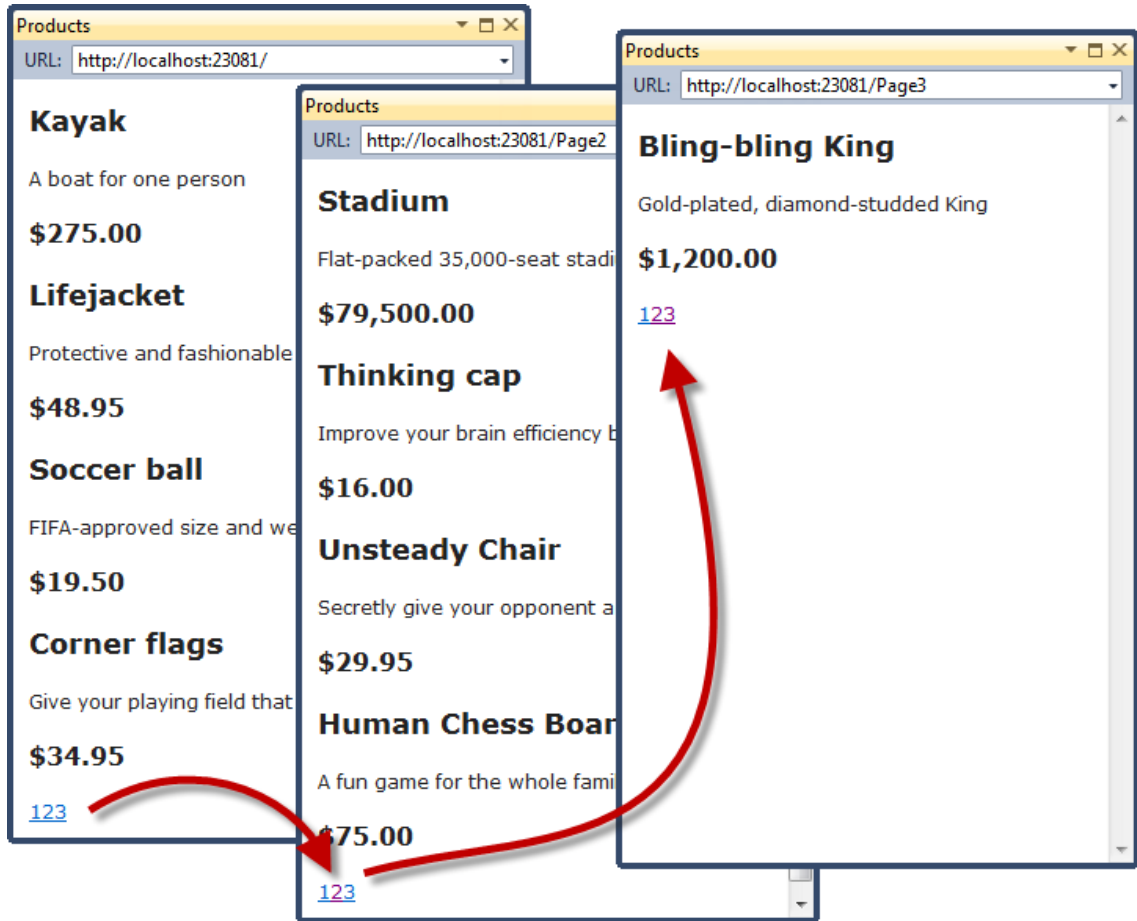 Products
URL: http://localhost:23081/
Kayak
A boat for one person
$275.00
Lifejacket
Protective and fashionable
$48.95
Soccer ball
FIFA-approved size and we
$19.50
Corner flags
Give your playing field that
$34.95
123
Products
URL: http://localhost:23081/Page2
Stadium
Flat-packed 35,000-seat stadi
$79,500.00
Thinking cap
Improve your brain efficiency b
$16.00
Unsteady Chair
Secretly give your opponent a
$29.95
Human Chess Boar
A fun game for the whole fami
$75.00
123
Products
URL: http://localhost:23081/Page3
Bling-bling King
Gold-plated, diamond-studded King
$1,200.00
123